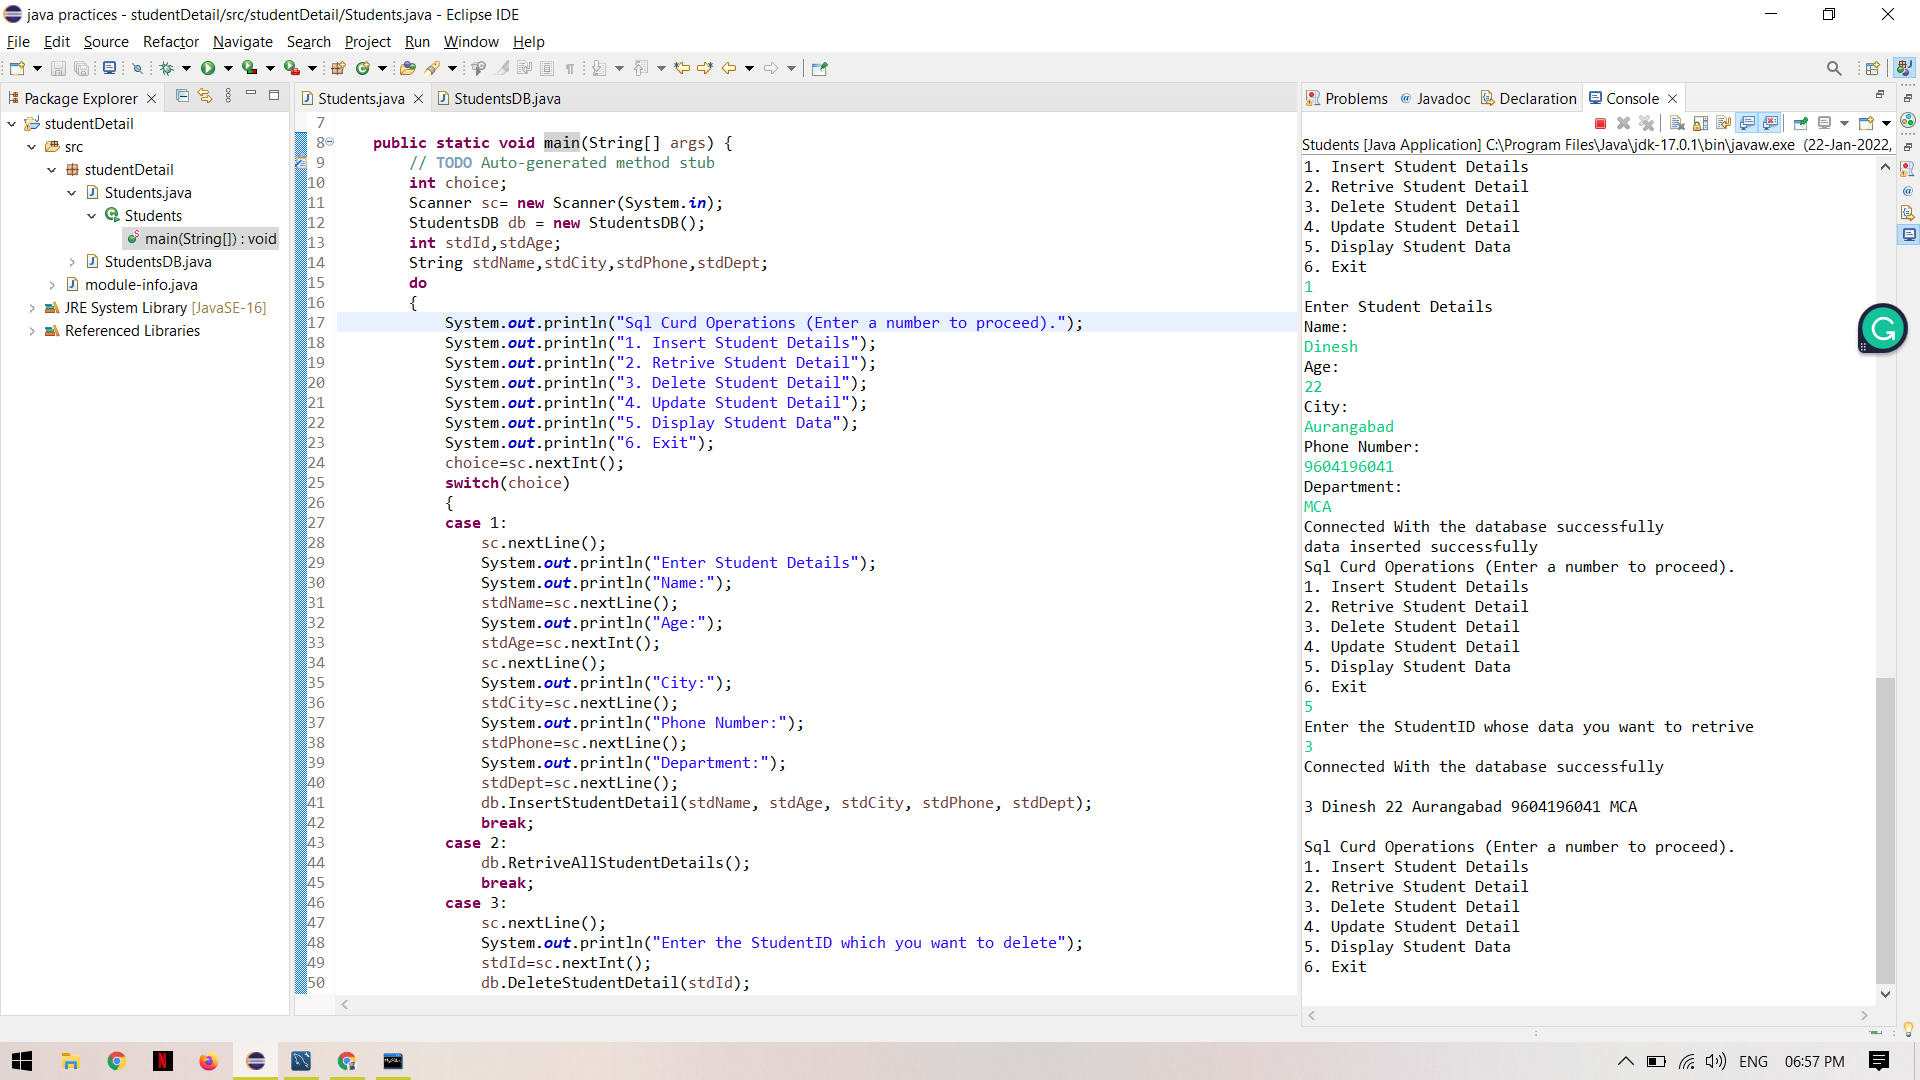 java practices - studentDetail/src/studentDetail/Students.java - Eclipse IDE
File Edit Source Refactor Navigate Search Project Run Window Help
Package Explorer
studentDetail
src
studentDetail
Students.java
Students
main(String[]) : void
StudentsDB.java
module-info.java
JRE System Library [JavaSE-16]
Referenced Libraries
Students.java StudentsDB.java
7
8 public static void main(String[] args) {
9 // TODO Auto-generated method stub
10 int choice;
11 Scanner sc= new Scanner(System.in);
12 StudentsDB db = new StudentsDB();
13 int stdId,stdAge;
14 String stdName,stdCity,stdPhone,stdDept;
15 do
16 {
17 System.out.println("Sql Curd Operations (Enter a number to proceed).");
18 System.out.println("1. Insert Student Details");
19 System.out.println("2. Retrive Student Detail");
20 System.out.println("3. Delete Student Detail");
21 System.out.println("4. Update Student Detail");
22 System.out.println("5. Display Student Data");
23 System.out.println("6. Exit");
24 choice=sc.nextInt();
25 switch(choice)
26 {
27 case 1:
28 sc.nextLine();
29 System.out.println("Enter Student Details");
30 System.out.println("Name:");
31 stdName=sc.nextLine();
32 System.out.println("Age:");
33 stdAge=sc.nextInt();
34 sc.nextLine();
35 System.out.println("City:");
36 stdCity=sc.nextLine();
37 System.out.println("Phone Number:");
38 stdPhone=sc.nextLine();
39 System.out.println("Department:");
40 stdDept=sc.nextLine();
41 db.InsertStudentDetail(stdName, stdAge, stdCity, stdPhone, stdDept);
42 break;
43 case 2:
44 db.RetriveAllStudentDetails();
45 break;
46 case 3:
47 sc.nextLine();
48 System.out.println("Enter the StudentID which you want to delete");
49 stdId=sc.nextInt();
50 db.DeleteStudentDetail(stdId);
Problems Javadoc Declaration Console
Students [Java Application] C:\Program Files\Java\jdk-17.0.1\bin\javaw.exe (22-Jan-2022,
1. Insert Student Details
2. Retrive Student Detail
3. Delete Student Detail
4. Update Student Detail
5. Display Student Data
6. Exit
1
Enter Student Details
Name:
Dinesh
Age:
22
City:
Aurangabad
Phone Number:
9604196041
Department:
MCA
Connected With the database successfully
data inserted successfully
Sql Curd Operations (Enter a number to proceed).
1. Insert Student Details
2. Retrive Student Detail
3. Delete Student Detail
4. Update Student Detail
5. Display Student Data
6. Exit
5
Enter the StudentID whose data you want to retrive
3
Connected With the database successfully
3 Dinesh 22 Aurangabad 9604196041 MCA
Sql Curd Operations (Enter a number to proceed).
1. Insert Student Details
2. Retrive Student Detail
3. Delete Student Detail
4. Update Student Detail
5. Display Student Data
6. Exit
ENG 06:57 PM